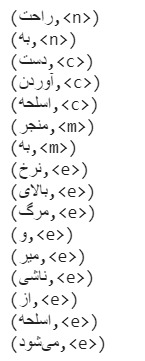 (راحت,<n>)
(به,<n>)
(دست,<c>)
(آوردن,<c>)
(اسلحه,<c>)
(منجر,<m>)
(به,<m>)
(نرخ,<e>)
(بالای,<e>)
(مرگ,<e>)
(و,<e>)
(میر,<e>)
(ناشی,<e>)
(از,<e>)
(اسلحه,<e>)
(می‌شود,<e>)